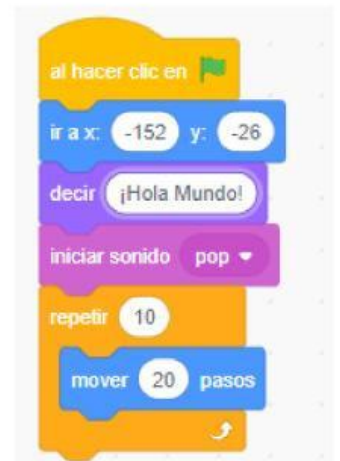 al hacer clic en
ir a x: -152 y: -26
decir ¡Hola Mundo!
iniciar sonido pop
repetir 10
mover 20 pasos